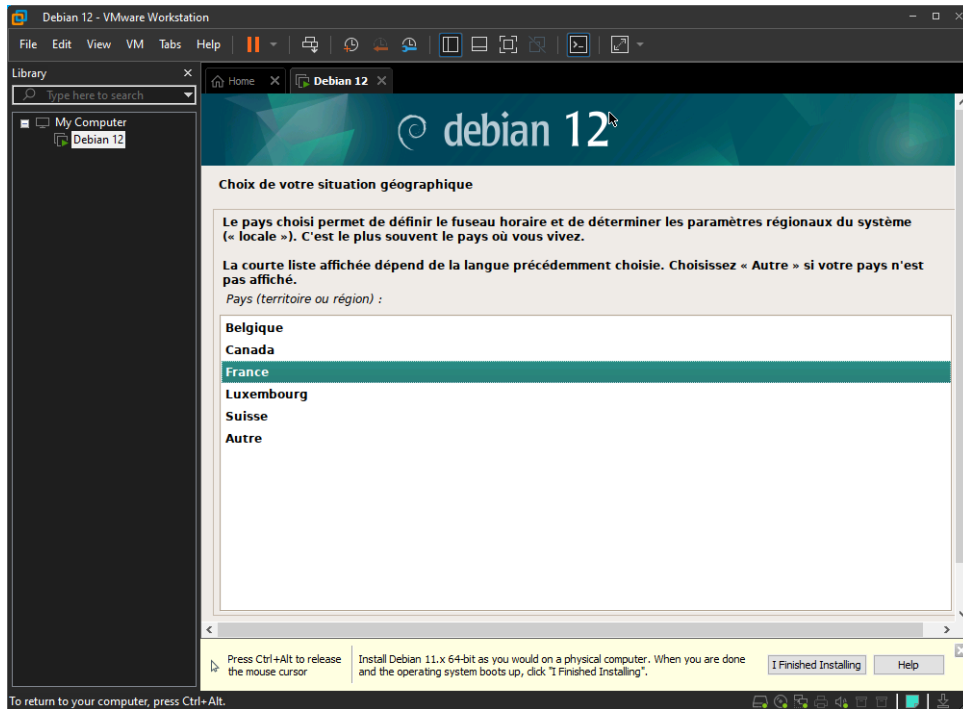 Debian 12 - VMware Workstation
File Edit View VM Tabs Help
Library
Type here to search
My Computer
Debian 12
Home
Debian 12
debian 12
Choix de votre situation géographique
Le pays choisi permet de définir le fuseau horaire et de déterminer les paramètres régionaux du système
(« locale »). C'est le plus souvent le pays où vous vivez.
La courte liste affichée dépend de la langue précédemment choisie. Choisissez « Autre » si votre pays n'est
pas affiché.
Pays (territoire ou région) :
Belgique
Canada
France
Luxembourg
Suisse
Autre
Press Ctrl+Alt to release
the mouse cursor
Install Debian 11.x 64-bit as you would on a physical computer. When you are done
and the operating system boots up, click "I Finished Installing".
I Finished Installing
Help
To return to your computer, press Ctrl+Alt.